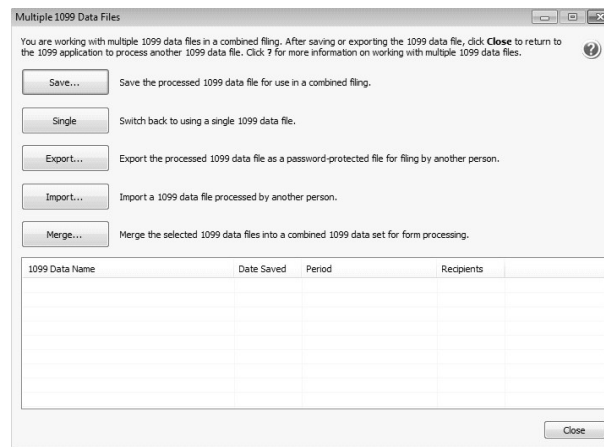 Multiple 1099 Data Files
You are working with multiple 1099 data files in a combined filing. After saving or exporting the 1099 data file, click Close to return to
the 1099 application to process another 1099 data file. Click ? for more information on working with multiple 1099 data files.
?
Save... Save the processed 1099 data file for use in a combined filing.
Single Switch back to using a single 1099 data file.
Export... Export the processed 1099 data file as a password-protected file for filing by another person.
Import... Import a 1099 data file processed by another person.
Merge... Merge the selected 1099 data files into a combined 1099 data set for form processing.
1099 Data Name Date Saved Period Recipients
Close